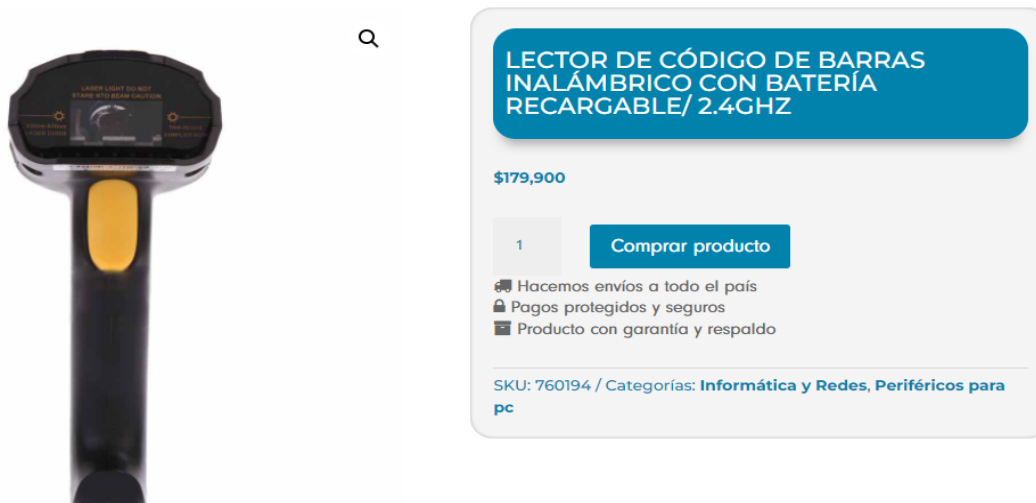 LASER LIGHT DO NOT
STARE INTO BEAM CAUTION
LECTOR DE CÓDIGO DE BARRAS
INALÁMBRICO CON BATERÍA
RECARGABLE/ 2.4GHZ
$179,900
1
Comprar producto
Hacemos envíos a todo el país
Pagos protegidos y seguros
Producto con garantía y respaldo
SKU: 760194 / Categorías: Informática y Redes, Periféricos para
pc